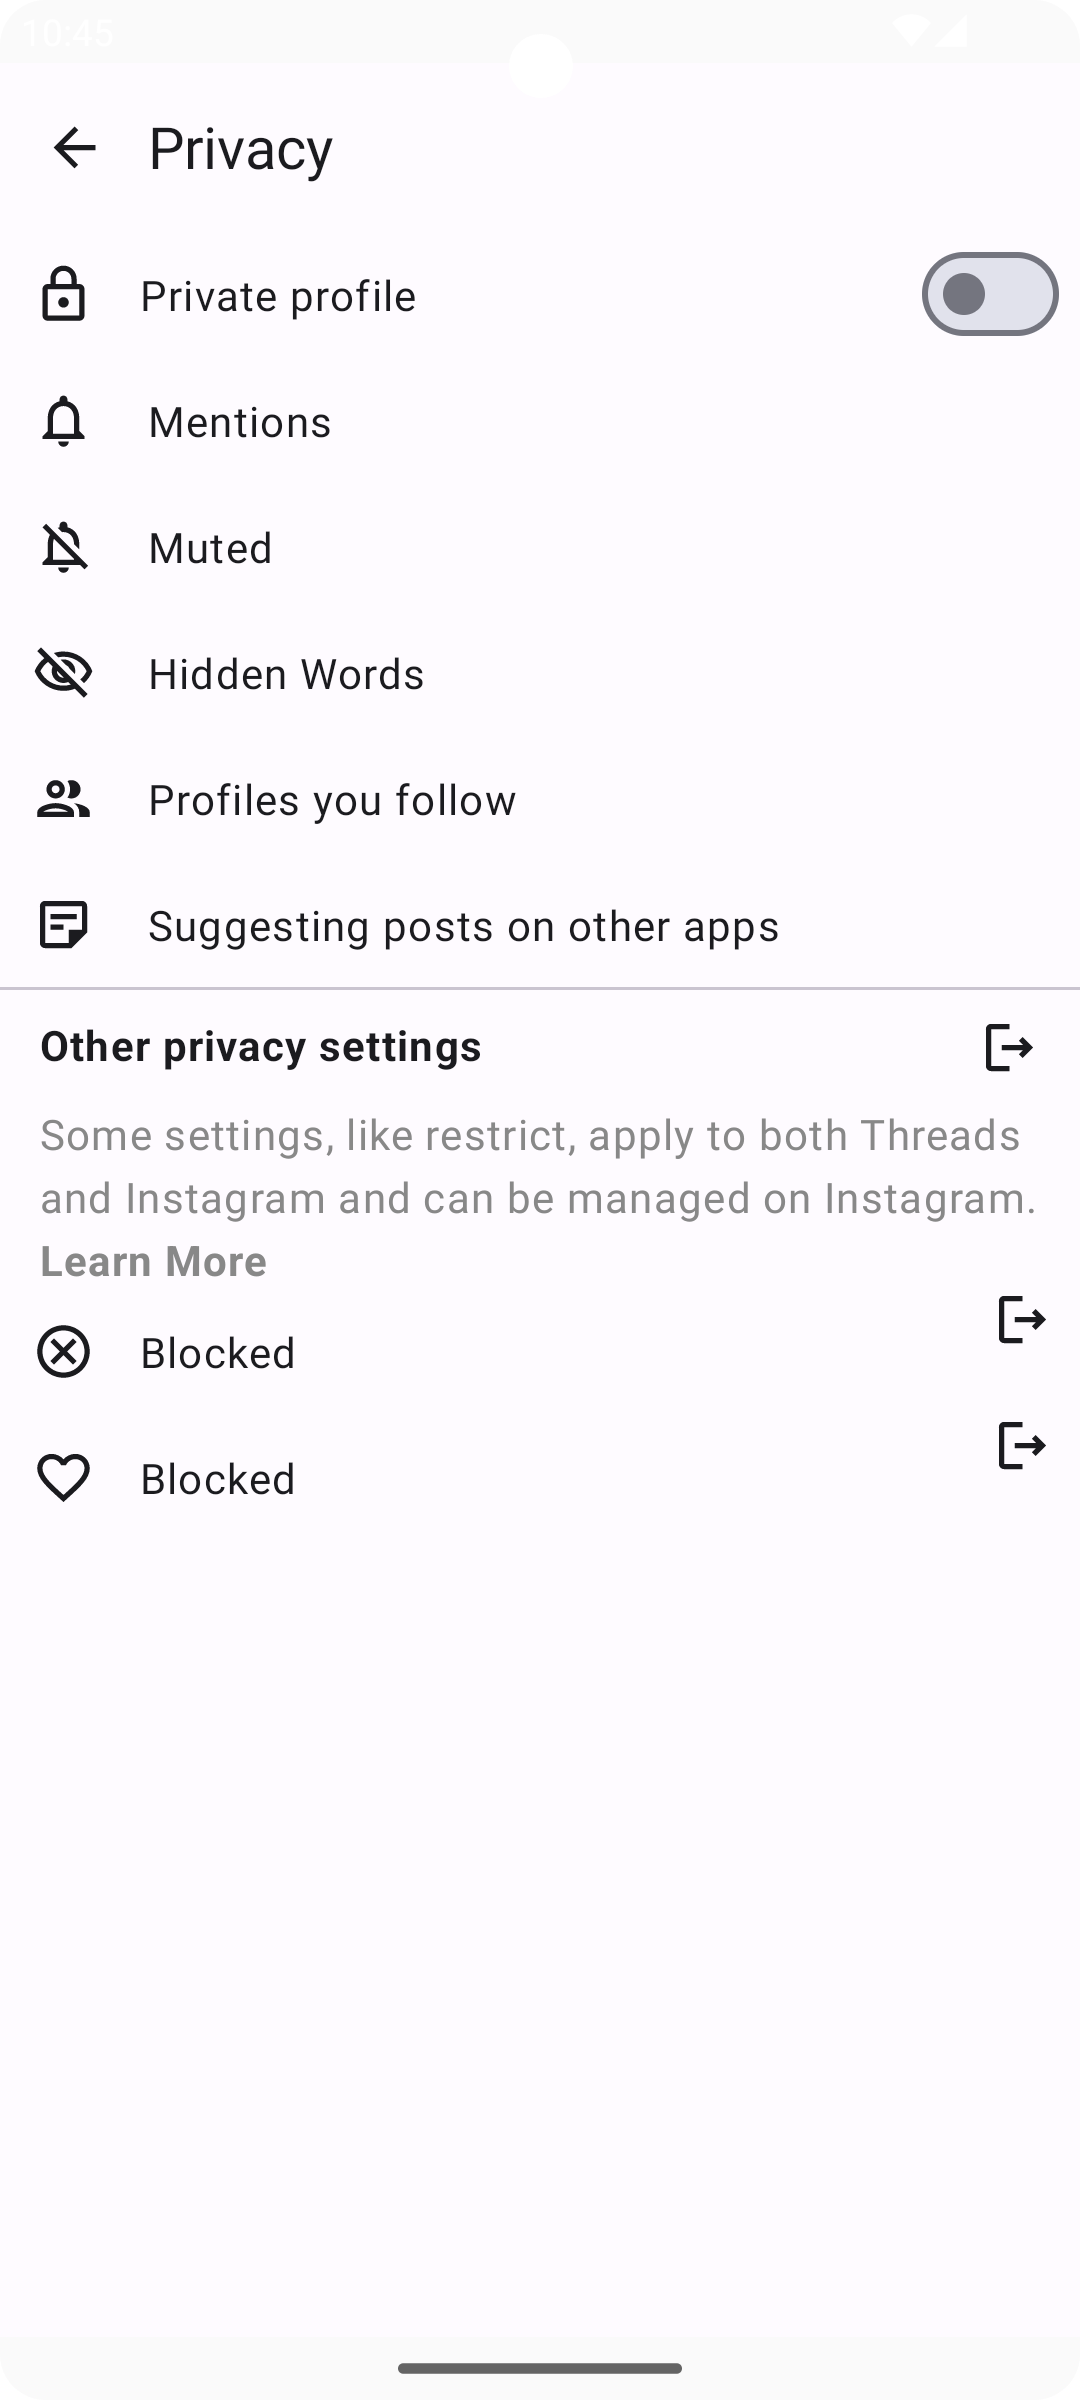 10:45
Privacy
Private profile
Mentions
Muted
Hidden Words
Profiles you follow
Suggesting posts on other apps
Other privacy settings
Some settings, like restrict, apply to both Threads
and Instagram and can be managed on Instagram.
Learn More
Blocked
Blocked